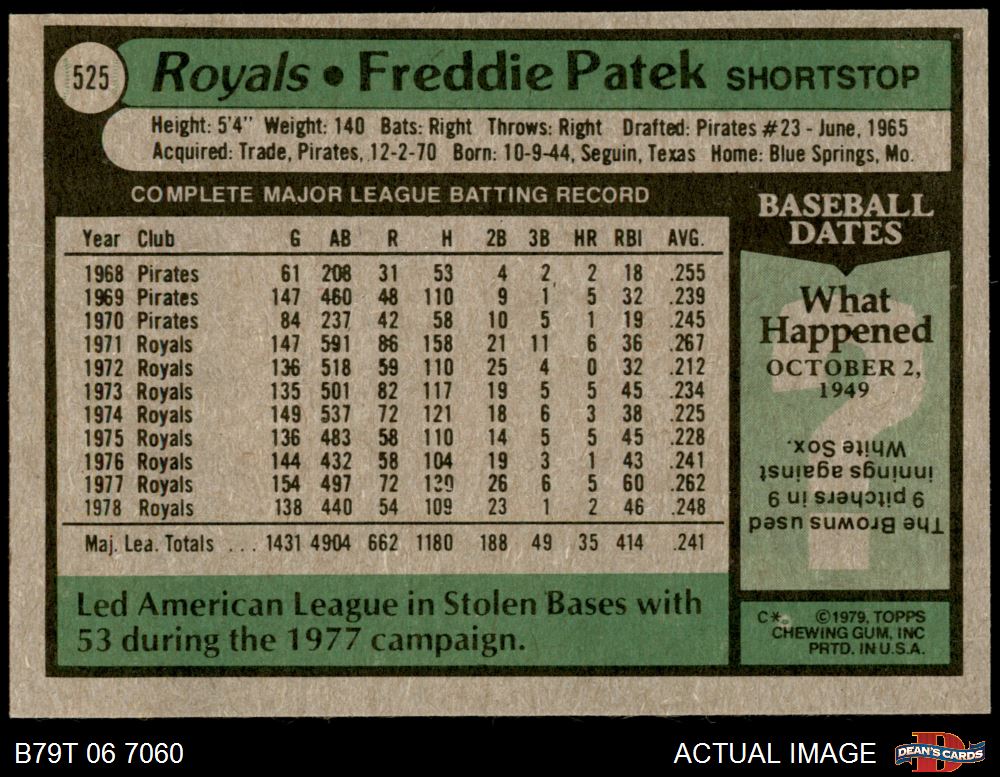 525
Royals • Freddie Patek SHORTSTOP
Height: 5'4" Weight: 140 Bats: Right Throws: Right Drafted: Pirates #23 - June, 1965
Acquired: Trade, Pirates, 12-2-70 Born: 10-9-44, Seguin, Texas Home: Blue Springs, Mo.
COMPLETE MAJOR LEAGUE BATTING RECORD
Year Club G AB R H 2B 3B HR RBI AVG.
1968 Pirates 61 208 31 53 4 2 2 18 .255
1969 Pirates 147 460 48 110 9 1 5 32 .239
1970 Pirates 84 237 42 58 10 5 1 19 .245
1971 Royals 147 591 86 158 21 11 6 36 .267
1972 Royals 136 518 59 110 25 4 0 32 .212
1973 Royals 135 501 82 117 19 5 5 45 .234
1974 Royals 149 537 72 121 18 6 3 38 .225
1975 Royals 136 483 58 110 14 5 5 45 .228
1976 Royals 144 432 58 104 19 3 1 43 .241
1977 Royals 154 497 72 130 26 6 5 60 .262
1978 Royals 138 440 54 109 23 1 2 46 .248
Maj. Lea. Totals ... 1431 4904 662 1180 188 49 35 414 .241
Led American League in Stolen Bases with
53 during the 1977 campaign.
BASEBALL
DATES
What
Happened
OCTOBER 2,
1949
The Browns used
9 pitchers in 9
innings against
White Sox.
C* ©1979, TOPPS
CHEWING GUM, INC
PRTD. IN U.S.A.
B79T 06 7060
ACTUAL IMAGE
D
DEAN'S CARDS